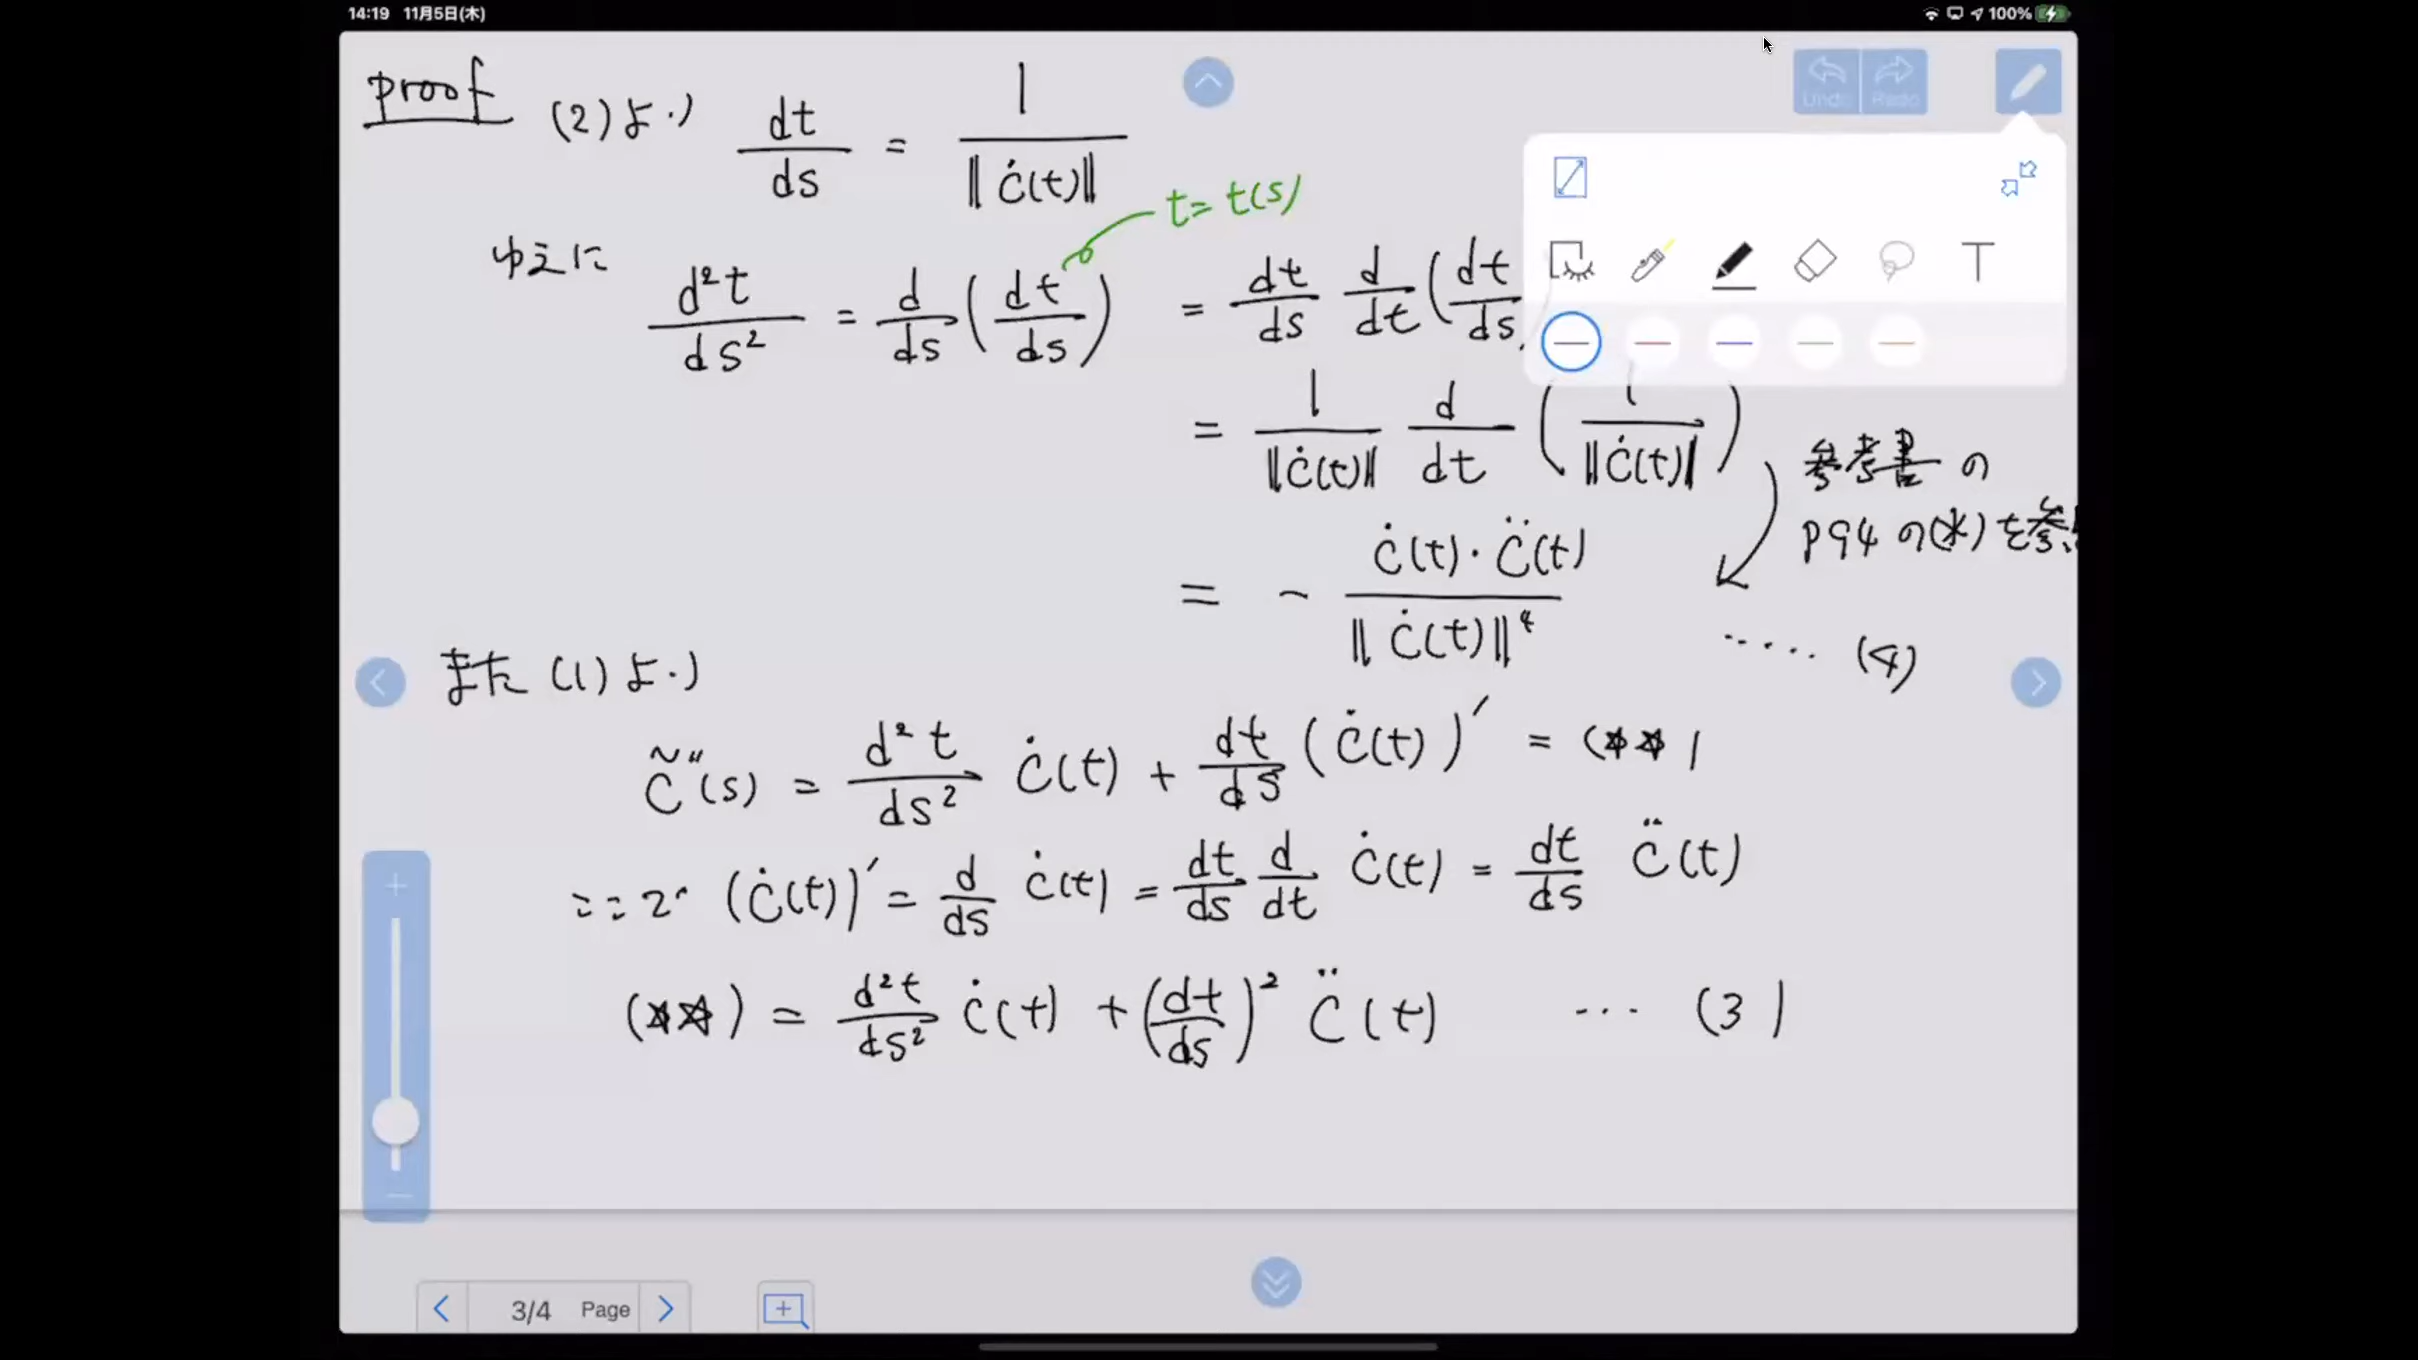 14:19 11月5日(木) 100%
proof (2)より dt/ds = 1/‖ċ(t)‖
Undo Redo
t = t(s)
ゆえに d²t/ds² = d/ds (dt/ds) = dt/ds d/dt (dt/ds
T
= 1/‖ċ(t)‖ d/dt (1/‖ċ(t)‖)
参考書の
P94の(※)を参
= - ċ(t)・c̈(t)/‖ċ(t)‖⁴ ‥‥‥ (4)
また (1)より
c̃''(s) = d²t/ds² ċ(t) + dt/ds (ċ(t))' = (☆☆)
ここで (ċ(t))' = d/ds ċ(t) = dt/ds d/dt ċ(t) = dt/ds c̈(t)
(☆☆) = d²t/ds² ċ(t) + (dt/ds)² c̈(t) … (3)
3/4 Page